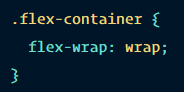 .flex-container {
  flex-wrap: wrap;
}